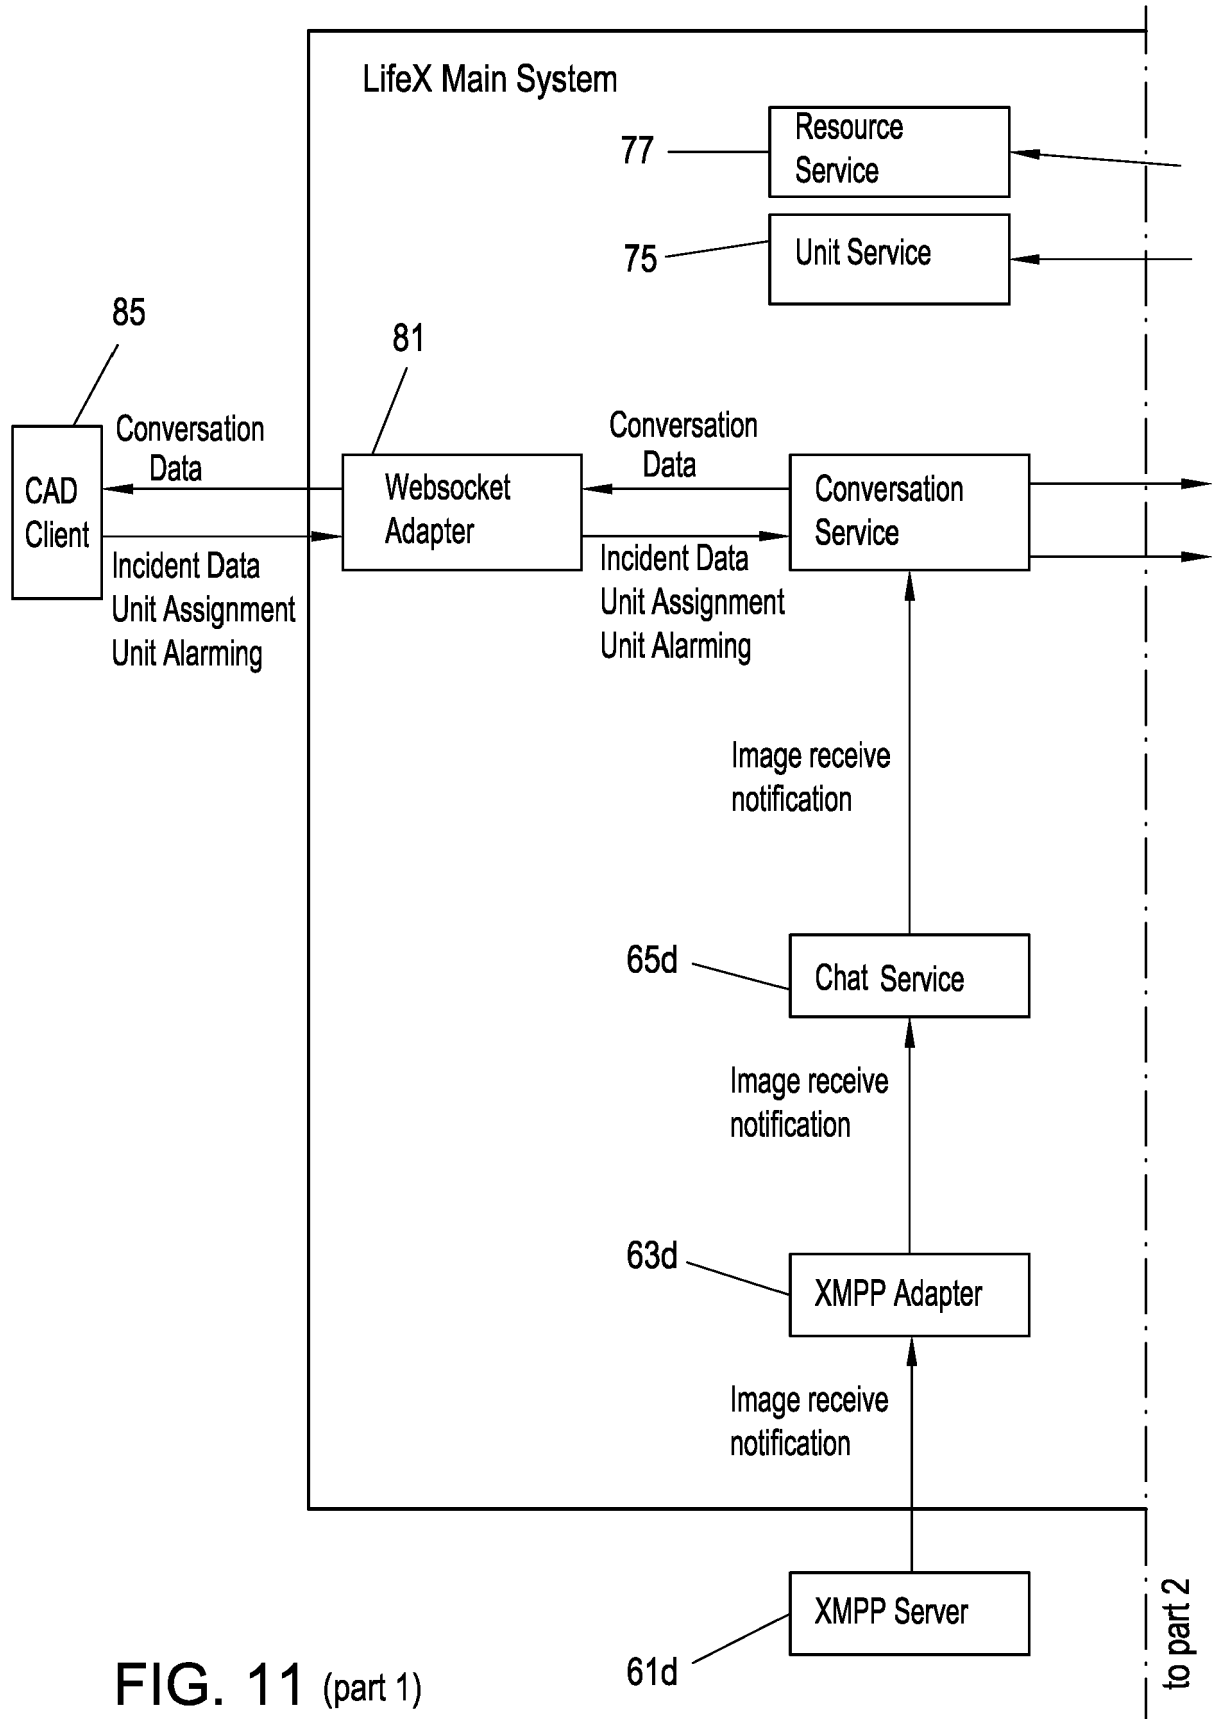 LifeX Main System
77
Resource
Service
75
Unit Service
85
81
Conversation
Data
Conversation
Data
CAD
Client
Websocket
Adapter
Conversation
Service
Incident Data
Unit Assignment
Unit Alarming
Incident Data
Unit Assignment
Unit Alarming
Image receive
notification
65d
Chat Service
Image receive
notification
63d
XMPP Adapter
Image receive
notification
XMPP Server
61d
to part 2
FIG. 11 (part 1)